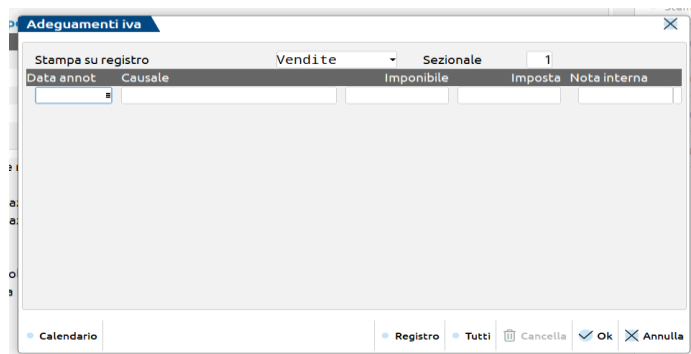 Adeguamenti iva
Stampa su registro Vendite Sezionale 1
Data annot Causale Imponibile Imposta Nota interna
Calendario Registro Tutti Cancella Ok Annulla